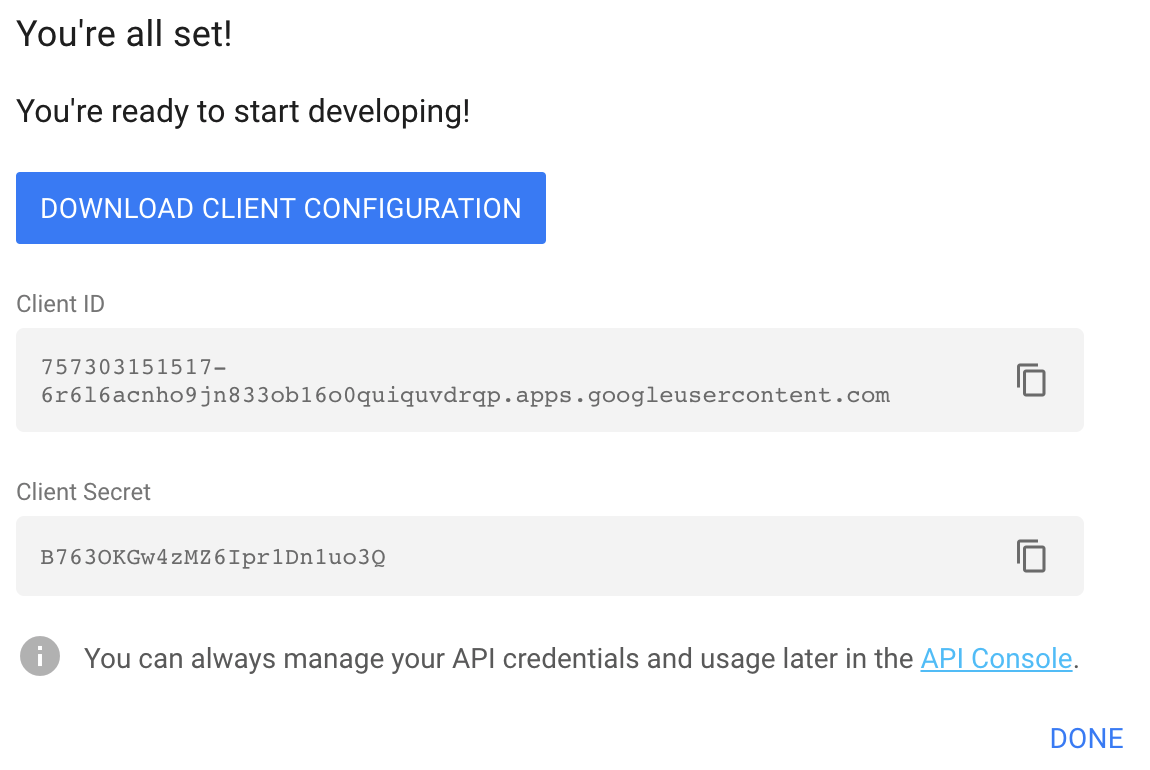 You're all set!
You're ready to start developing!
DOWNLOAD CLIENT CONFIGURATION
Client ID
757303151517-
6r6l6acnho9jn833ob16o0quiquvdrqp.apps.googleusercontent.com
Client Secret
B763OKGw4zMZ6Ipr1Dn1uo3Q
You can always manage your API credentials and usage later in the API Console.
DONE